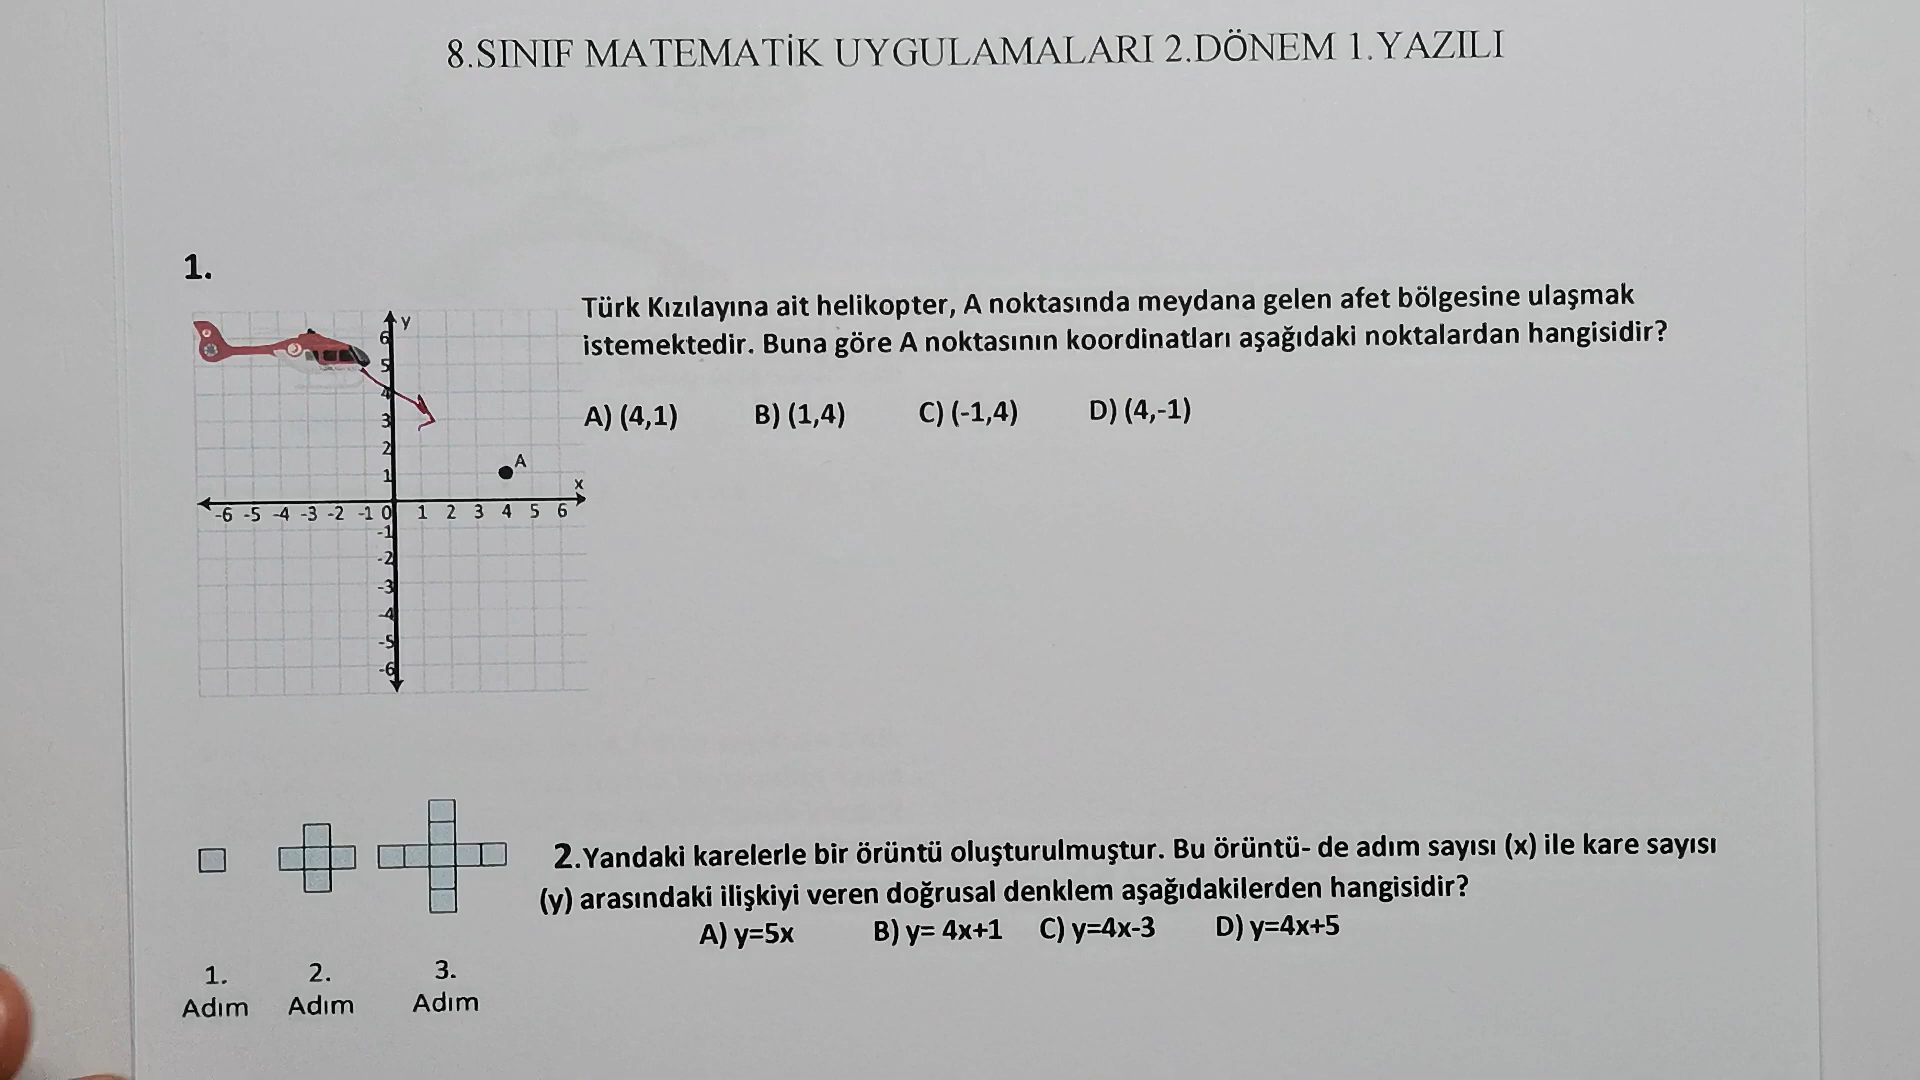 8.SINIF MATEMATİK UYGULAMALARI 2.DÖNEM 1.YAZILI
1.
Türk Kızılayına ait helikopter, A noktasında meydana gelen afet bölgesine ulaşmak
istemektedir. Buna göre A noktasının koordinatları aşağıdaki noktalardan hangisidir?
A) (4,1) B) (1,4) C) (-1,4) D) (4,-1)
y
6
5
4
3
2
1
A
x
-6 -5 -4 -3 -2 -1 0 1 2 3 4 5 6
-1
-2
-3
-4
-5
-6
2.Yandaki karelerle bir örüntü oluşturulmuştur. Bu örüntü- de adım sayısı (x) ile kare sayısı
(y) arasındaki ilişkiyi veren doğrusal denklem aşağıdakilerden hangisidir?
A) y=5x B) y= 4x+1 C) y=4x-3 D) y=4x+5
1. 2. 3.
Adım Adım Adım